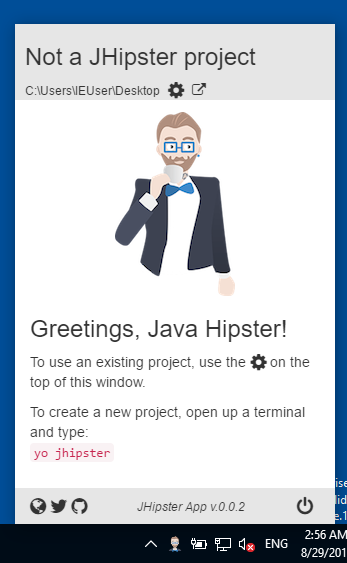 Not a JHipster project
C:\Users\IEUser\Desktop
Greetings, Java Hipster!
To use an existing project, use the on the
top of this window.
To create a new project, open up a terminal
and type:
yo jhipster
JHipster App v.0.0.2
2:56 AM
ENG
8/29/201